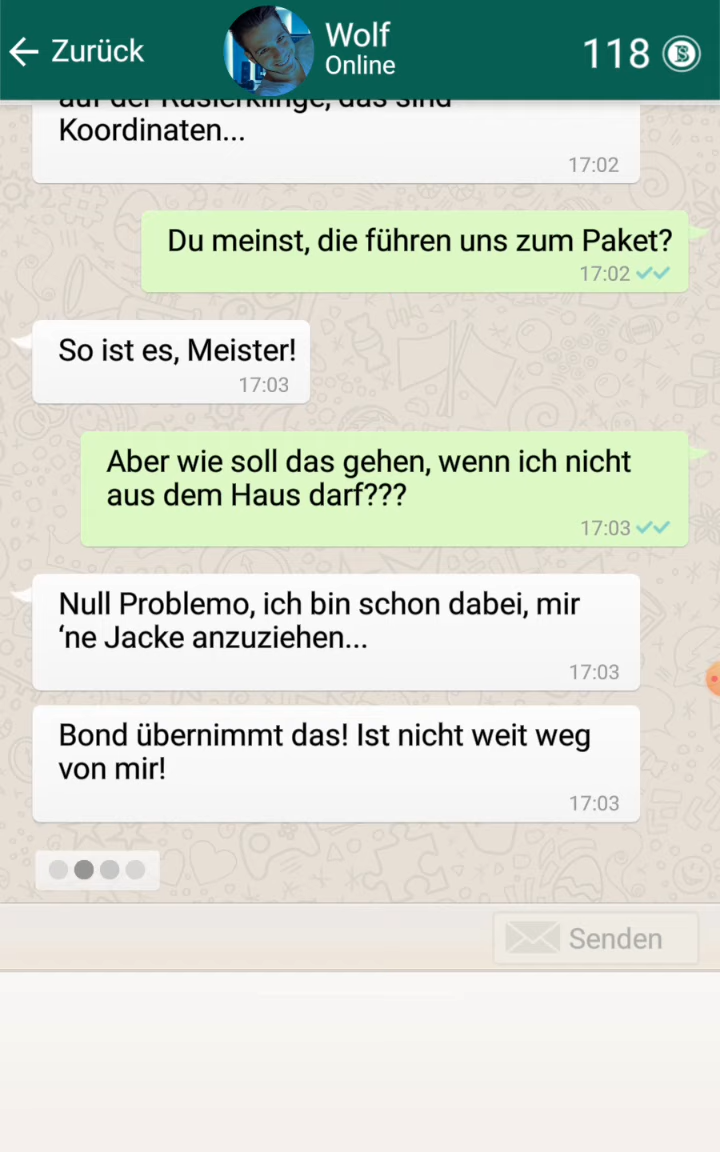 Zurück
Wolf
Online
118
auf der Rasierklinge, das sind
Koordinaten...
17:02
Du meinst, die führen uns zum Paket?
17:02
So ist es, Meister!
17:03
Aber wie soll das gehen, wenn ich nicht
aus dem Haus darf???
17:03
Null Problemo, ich bin schon dabei, mir
‘ne Jacke anzuziehen...
17:03
Bond übernimmt das! Ist nicht weit weg
von mir!
17:03
Senden